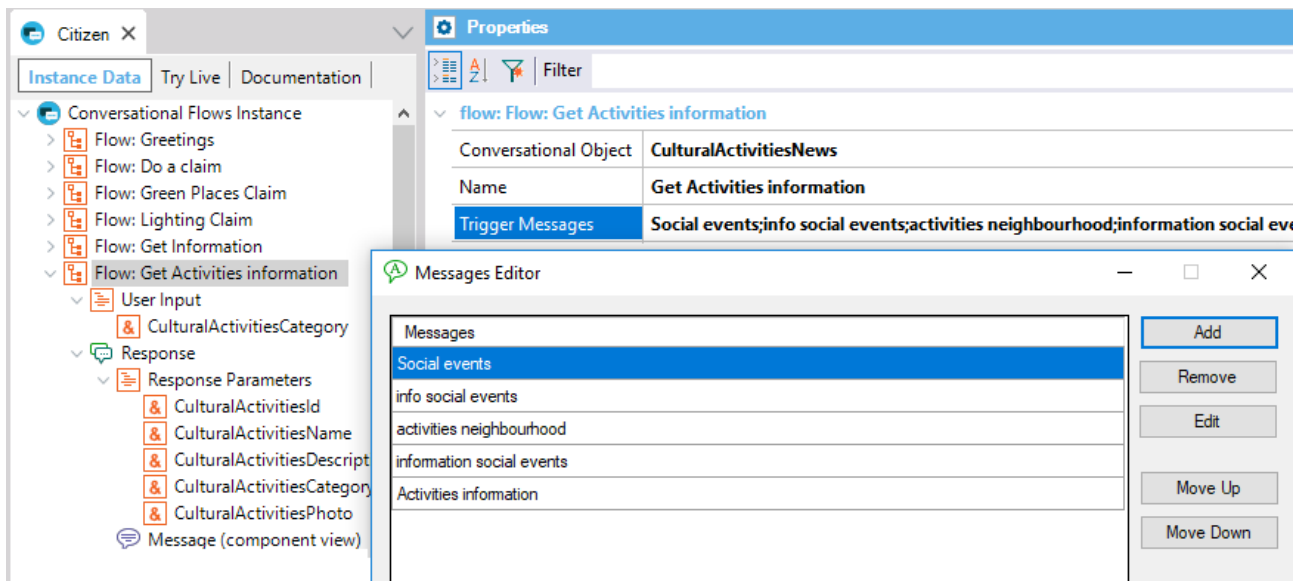 Citizen
Instance Data Try Live Documentation
Conversational Flows Instance
Flow: Greetings
Flow: Do a claim
Flow: Green Places Claim
Flow: Lighting Claim
Flow: Get Information
Flow: Get Activities information
User Input
& CulturalActivitiesCategory
Response
Response Parameters
& CulturalActivitiesId
& CulturalActivitiesName
& CulturalActivitiesDescript
& CulturalActivitiesCategory
& CulturalActivitiesPhoto
Message (component view)
Properties
Filter
flow: Flow: Get Activities information
Conversational Object CulturalActivitiesNews
Name Get Activities information
Trigger Messages Social events;info social events;activities neighbourhood;information social eve
Messages Editor
Messages
Social events
info social events
activities neighbourhood
information social events
Activities information
Add
Remove
Edit
Move Up
Move Down